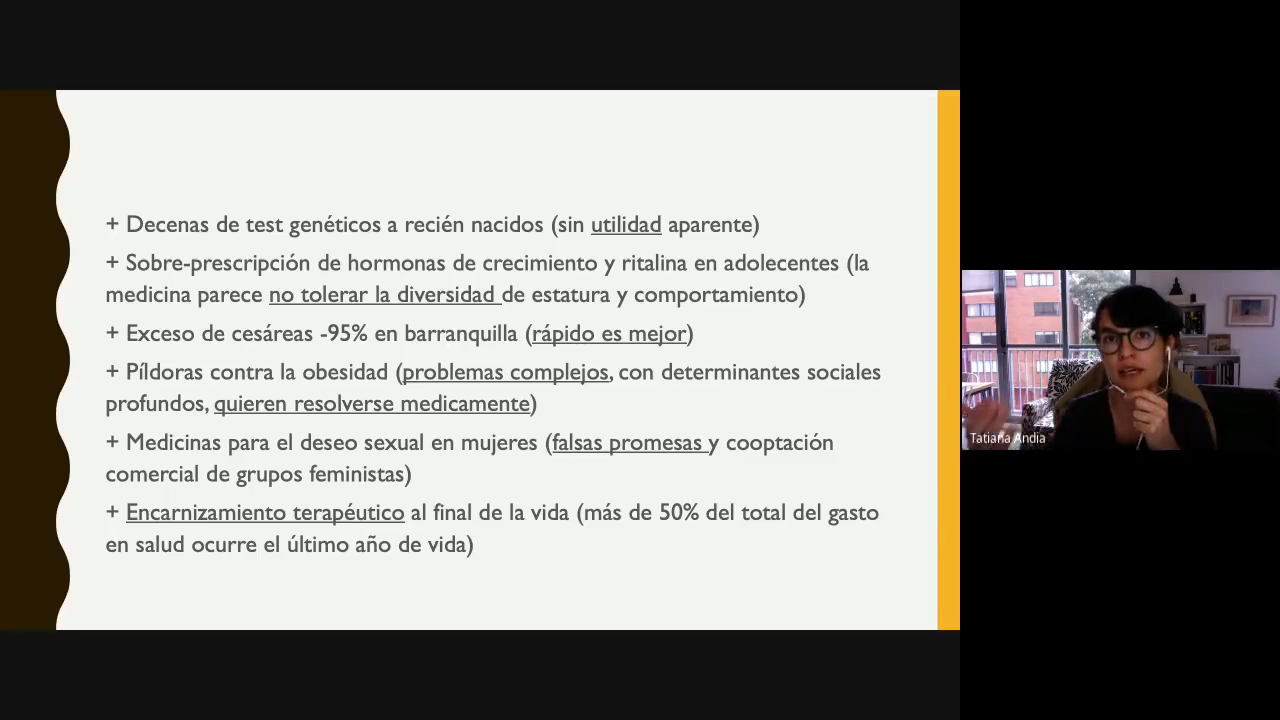 + Decenas de test genéticos a recién nacidos (sin utilidad aparente)
+ Sobre-prescripción de hormonas de crecimiento y ritalina en adolecentes (la
medicina parece no tolerar la diversidad de estatura y comportamiento)
+ Exceso de cesáreas -95% en barranquilla (rápido es mejor)
+ Píldoras contra la obesidad (problemas complejos, con determinantes sociales
profundos, quieren resolverse medicamente)
+ Medicinas para el deseo sexual en mujeres (falsas promesas y cooptación
comercial de grupos feministas)
+ Encarnizamiento terapéutico al final de la vida (más de 50% del total del gasto
en salud ocurre el último año de vida)
Tatiana Andia